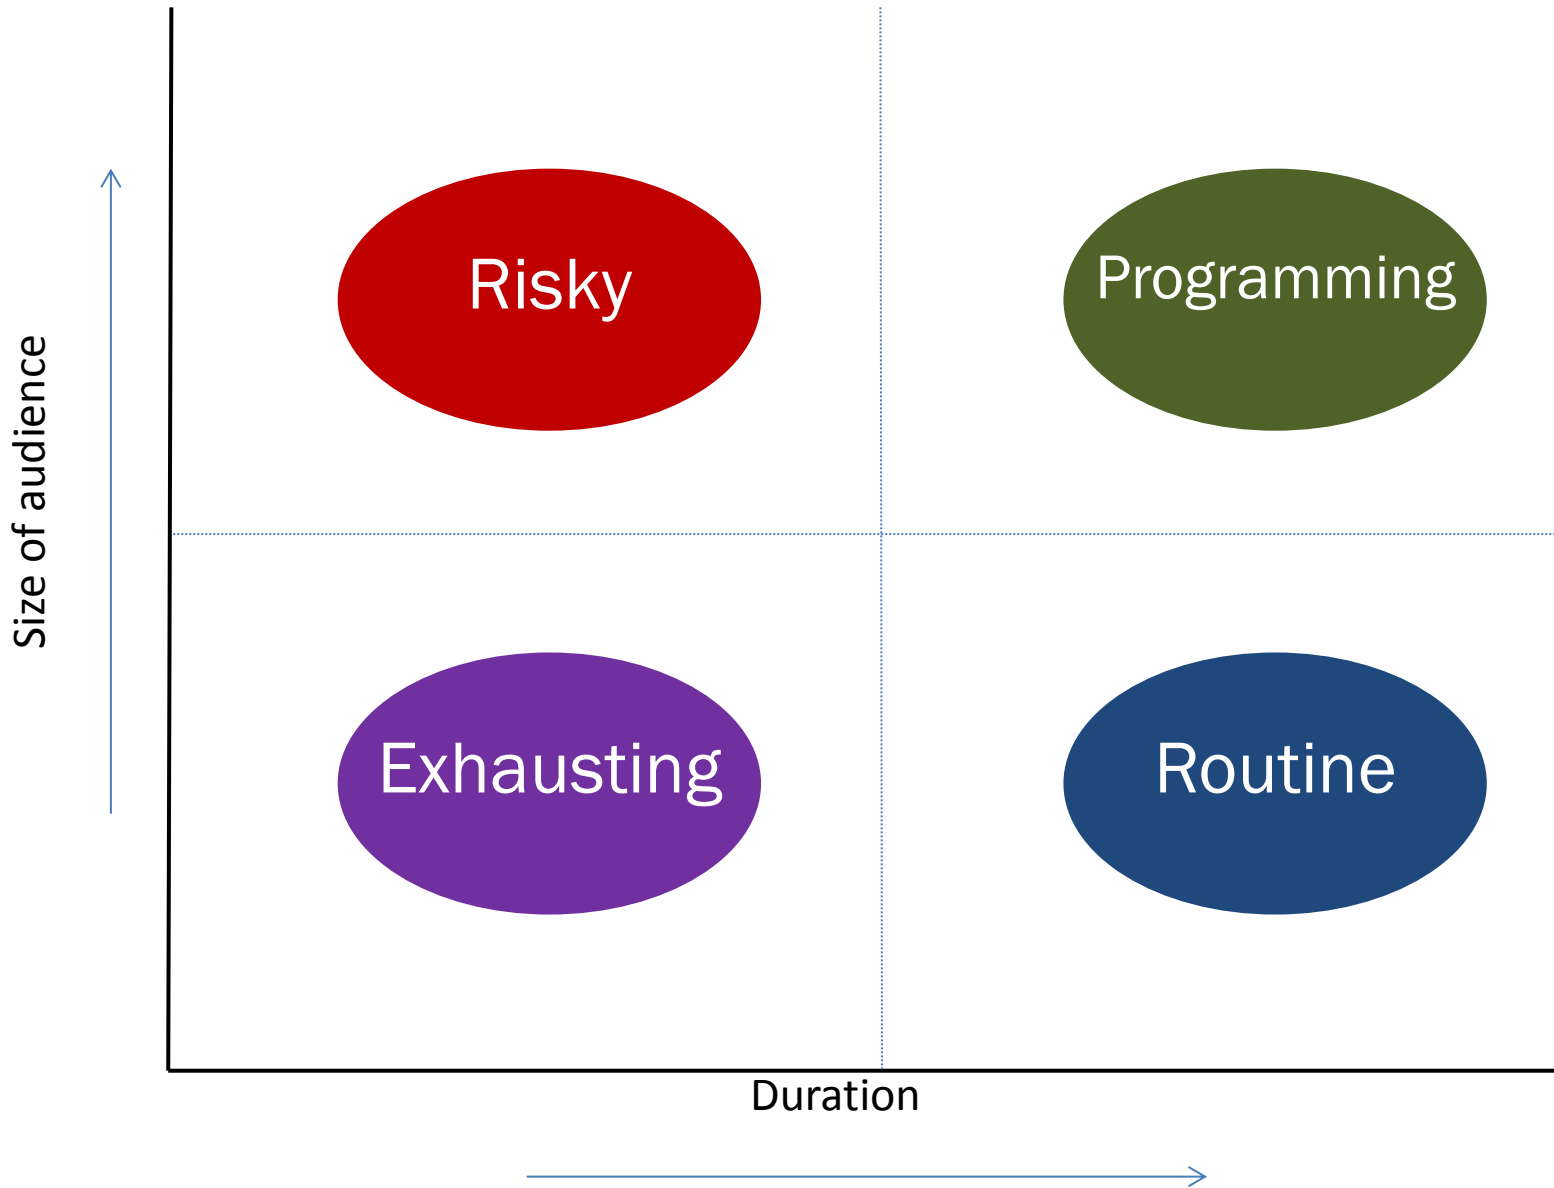 Risky
Programming
Size of audience
Exhausting
Routine
Duration